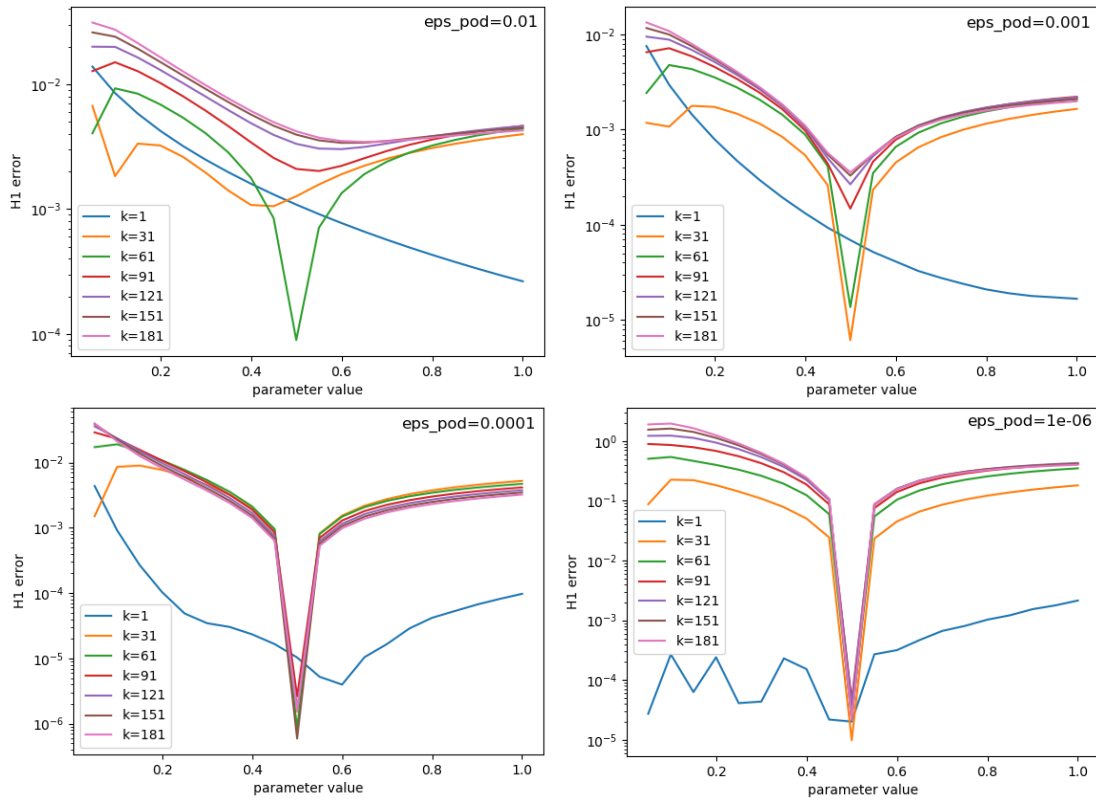 eps_pod=0.01
H1 error
10^-2
10^-3
10^-4
k=1
k=31
k=61
k=91
k=121
k=151
k=181
0.2 0.4 0.6 0.8 1.0
parameter value
eps_pod=0.001
H1 error
10^-2
10^-3
10^-4
10^-5
k=1
k=31
k=61
k=91
k=121
k=151
k=181
0.2 0.4 0.6 0.8 1.0
parameter value
eps_pod=0.0001
H1 error
10^-2
10^-3
10^-4
10^-5
10^-6
k=1
k=31
k=61
k=91
k=121
k=151
k=181
0.2 0.4 0.6 0.8 1.0
parameter value
eps_pod=1e-06
H1 error
10^0
10^-1
10^-2
10^-3
10^-4
10^-5
k=1
k=31
k=61
k=91
k=121
k=151
k=181
0.2 0.4 0.6 0.8 1.0
parameter value